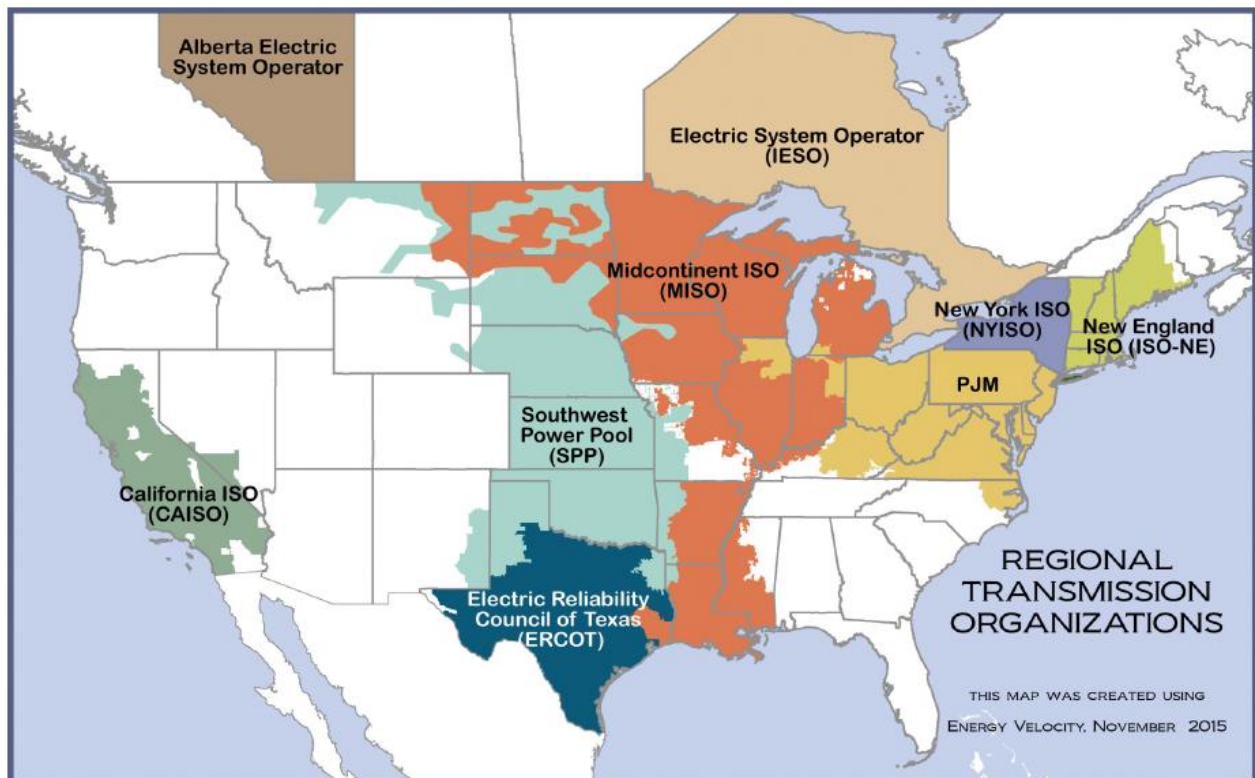 Alberta Electric
System Operator
Electric System Operator
(IESO)
Midcontinent ISO
(MISO)
New York ISO
(NYISO)
New England
ISO (ISO-NE)
PJM
Southwest
Power Pool
(SPP)
California ISO
(CAISO)
Electric Reliability
Council of Texas
(ERCOT)
REGIONAL
TRANSMISSION
ORGANIZATIONS
THIS MAP WAS CREATED USING
ENERGY VELOCITY, NOVEMBER 2015